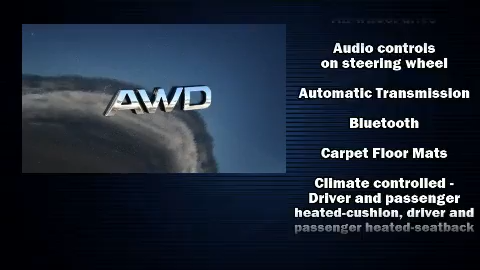 AWD
Audio controls
on steering wheel
Automatic Transmission
Bluetooth
Carpet Floor Mats
Climate controlled -
Driver and passenger
heated-cushion, driver and
passenger heated-seatback